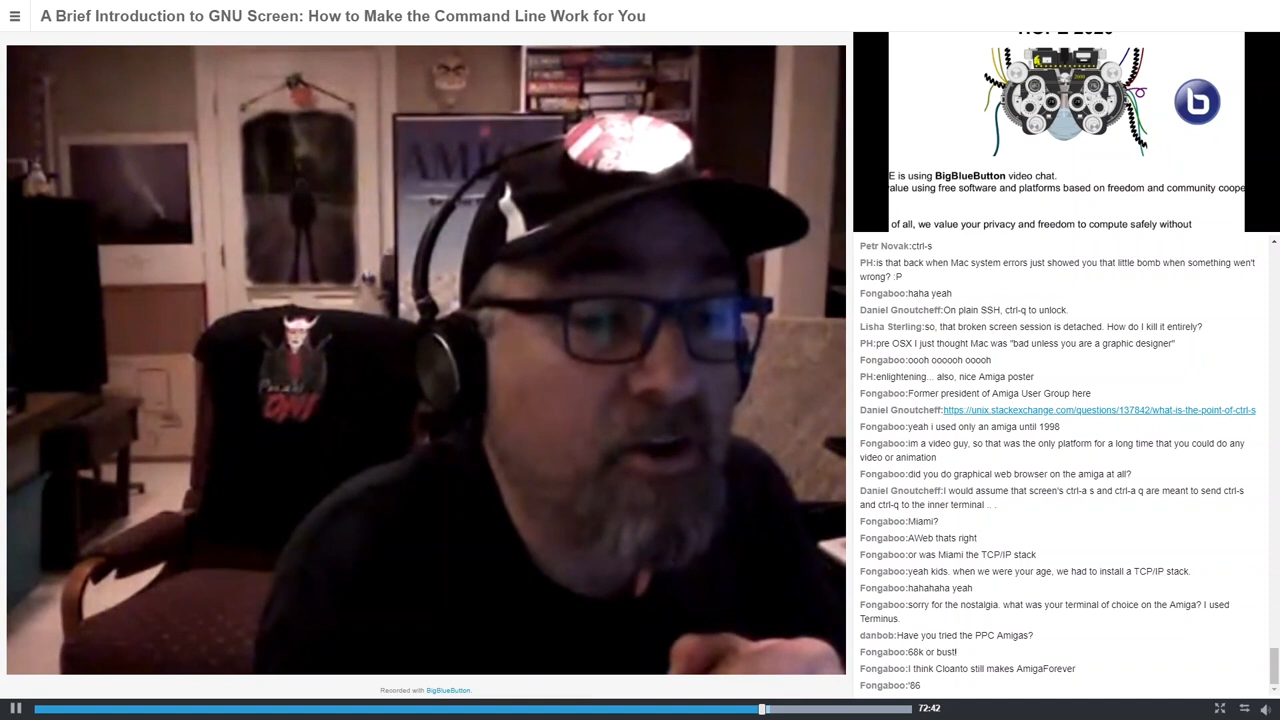 A Brief Introduction to GNU Screen: How to Make the Command Line Work for You
E is using BigBlueButton video chat.
alue using free software and platforms based on freedom and community coope
of all, we value your privacy and freedom to compute safely without
Petr Novak:ctrl-s
PH:is that back when Mac system errors just showed you that little bomb when something wen't
wrong? :P
Fongaboo:haha yeah
Daniel Gnoutcheff:On plain SSH, ctrl-q to unlock.
Lisha Sterling:so, that broken screen session is detached. How do I kill it entirely?
PH:pre OSX I just thought Mac was "bad unless you are a graphic designer"
Fongaboo:oooh oooooh ooooh
PH:enlightening... also, nice Amiga poster
Fongaboo:Former president of Amiga User Group here
Daniel Gnoutcheff:https://unix.stackexchange.com/questions/137842/what-is-the-point-of-ctrl-s
Fongaboo:yeah i used only an amiga until 1998
Fongaboo:im a video guy, so that was the only platform for a long time that you could do any
video or animation
Fongaboo:did you do graphical web browser on the amiga at all?
Daniel Gnoutcheff:I would assume that screen's ctrl-a s and ctrl-a q are meant to send ctrl-s
and ctrl-q to the inner terminal .. .
Fongaboo:Miami?
Fongaboo:AWeb thats right
Fongaboo:or was Miami the TCP/IP stack
Fongaboo:yeah kids. when we were your age, we had to install a TCP/IP stack.
Fongaboo:hahahaha yeah
Fongaboo:sorry for the nostalgia. what was your terminal of choice on the Amiga? I used
Terminus.
danbob:Have you tried the PPC Amigas?
Fongaboo:68k or bust!
Fongaboo:I think Cloanto still makes AmigaForever
Fongaboo:'86
Recorded with BigBlueButton.
72:42